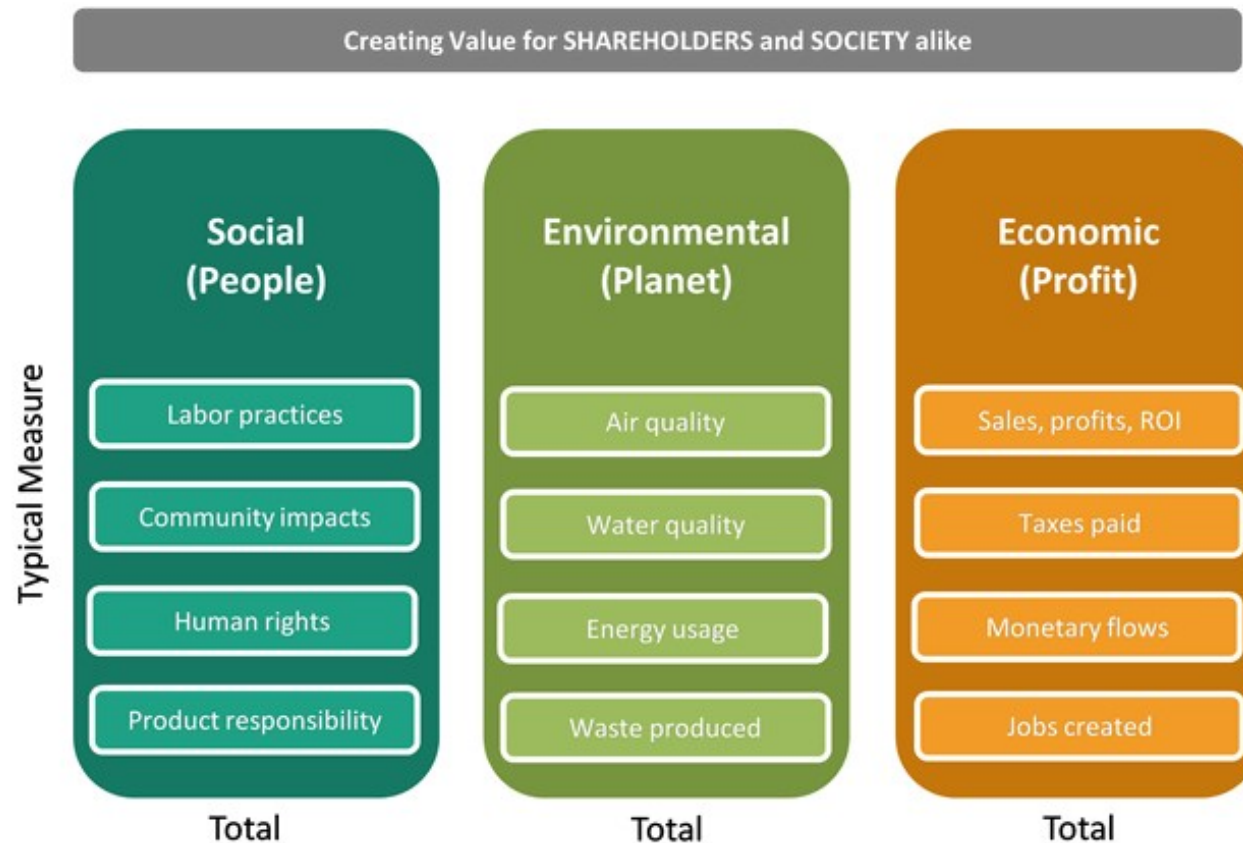 Creating Value for SHAREHOLDERS and SOCIETY alike
Typical Measure
Social
(People)
Labor practices
Community impacts
Human rights
Product responsibility
Total
Environmental
(Planet)
Air quality
Water quality
Energy usage
Waste produced
Total
Economic
(Profit)
Sales, profits, ROI
Taxes paid
Monetary flows
Jobs created
Total